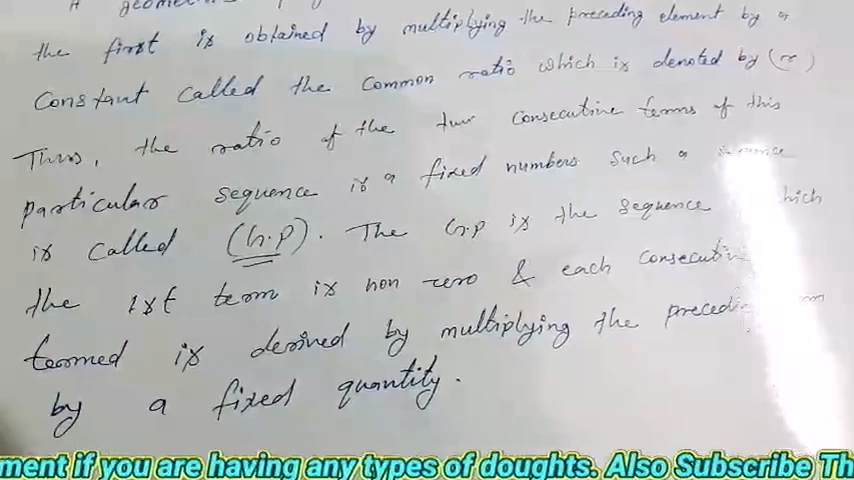 A geometric
the first is obtained by multiplying the preceding element by a
constant called the common ratio which is denoted by (r)
Thus, the ratio of the two consecutive terms of this
particular sequence is a fixed numbers such a
is called (G.P). The G.P is the sequence which
the 1st term is non zero & each consecutive
termed is derived by multiplying the preceding
by a fixed quantity.
ment if you are having any types of doughts. Also Subscribe Th